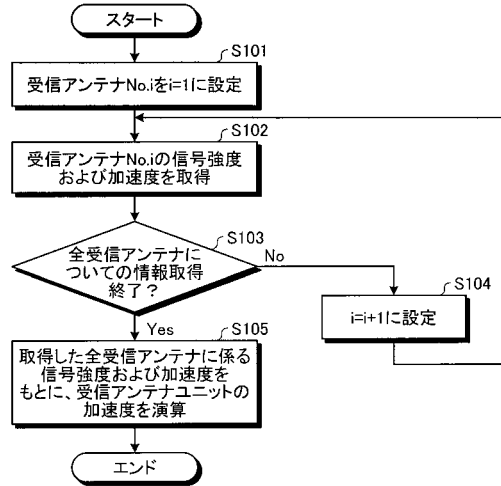 スタート
S101
受信アンテナNo.iをi=1に設定
S102
受信アンテナNo.iの信号強度
および加速度を取得
S103
全受信アンテナに
ついての情報取得
終了？
No
S104
i=i+1に設定
Yes
S105
取得した全受信アンテナに係る
信号強度および加速度を
もとに、受信アンテナユニットの
加速度を演算
エンド